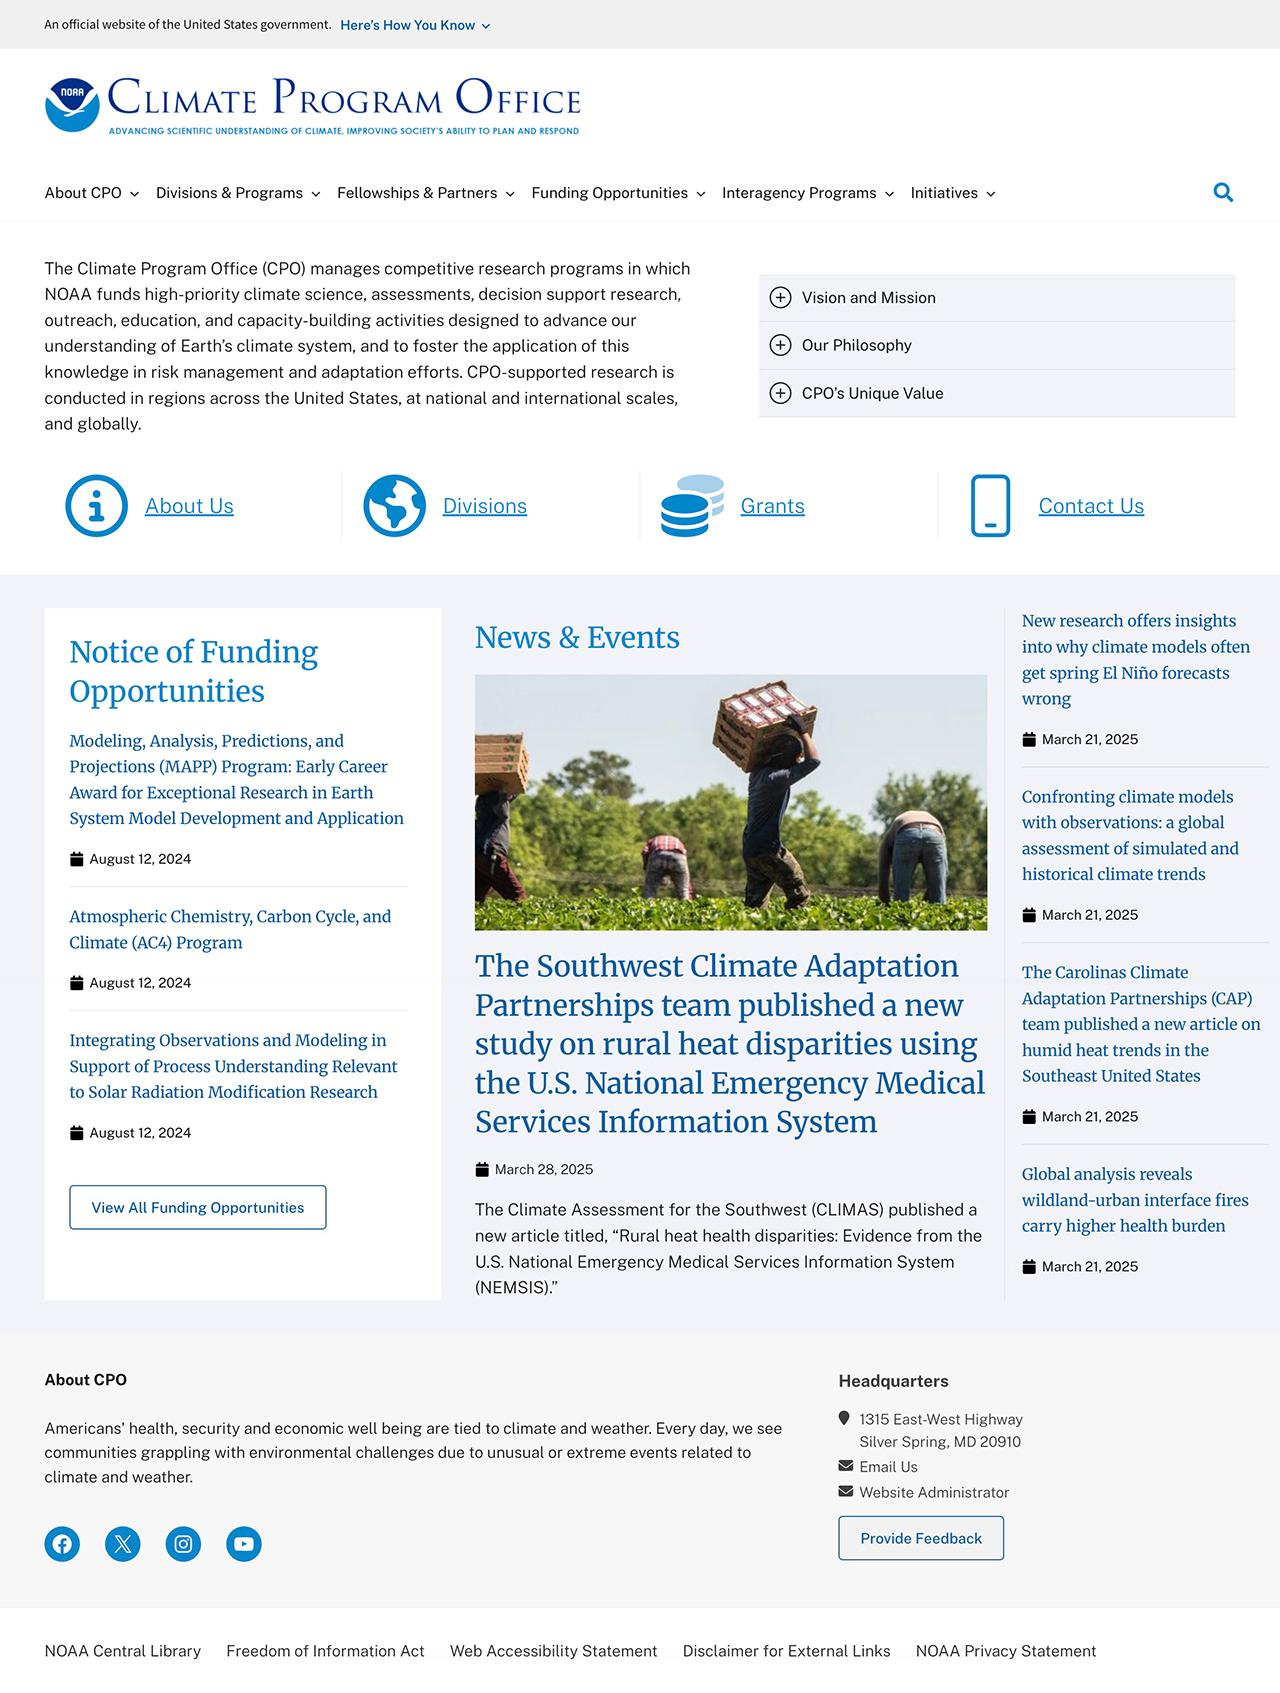 An official website of the United States government. Here's How You Know
NOAA
CLIMATE PROGRAM OFFICE
ADVANCING SCIENTIFIC UNDERSTANDING OF CLIMATE, IMPROVING SOCIETY'S ABILITY TO PLAN AND RESPOND
About CPO Divisions & Programs Fellowships & Partners Funding Opportunities Interagency Programs Initiatives
The Climate Program Office (CPO) manages competitive research programs in which
NOAA funds high-priority climate science, assessments, decision support research,
outreach, education, and capacity-building activities designed to advance our
understanding of Earth’s climate system, and to foster the application of this
knowledge in risk management and adaptation efforts. CPO-supported research is
conducted in regions across the United States, at national and international scales,
and globally.
Vision and Mission
Our Philosophy
CPO’s Unique Value
About Us
Divisions
Grants
Contact Us
Notice of Funding
Opportunities
Modeling, Analysis, Predictions, and
Projections (MAPP) Program: Early Career
Award for Exceptional Research in Earth
System Model Development and Application
August 12, 2024
Atmospheric Chemistry, Carbon Cycle, and
Climate (AC4) Program
August 12, 2024
Integrating Observations and Modeling in
Support of Process Understanding Relevant
to Solar Radiation Modification Research
August 12, 2024
View All Funding Opportunities
News & Events
The Southwest Climate Adaptation
Partnerships team published a new
study on rural heat disparities using
the U.S. National Emergency Medical
Services Information System
March 28, 2025
The Climate Assessment for the Southwest (CLIMAS) published a
new article titled, “Rural heat health disparities: Evidence from the
U.S. National Emergency Medical Services Information System
(NEMSIS).”
New research offers insights
into why climate models often
get spring El Niño forecasts
wrong
March 21, 2025
Confronting climate models
with observations: a global
assessment of simulated and
historical climate trends
March 21, 2025
The Carolinas Climate
Adaptation Partnerships (CAP)
team published a new article on
humid heat trends in the
Southeast United States
March 21, 2025
Global analysis reveals
wildland-urban interface fires
carry higher health burden
March 21, 2025
About CPO
Americans' health, security and economic well being are tied to climate and weather. Every day, we see
communities grappling with environmental challenges due to unusual or extreme events related to
climate and weather.
Headquarters
1315 East-West Highway
Silver Spring, MD 20910
Email Us
Website Administrator
Provide Feedback
NOAA Central Library Freedom of Information Act Web Accessibility Statement Disclaimer for External Links NOAA Privacy Statement